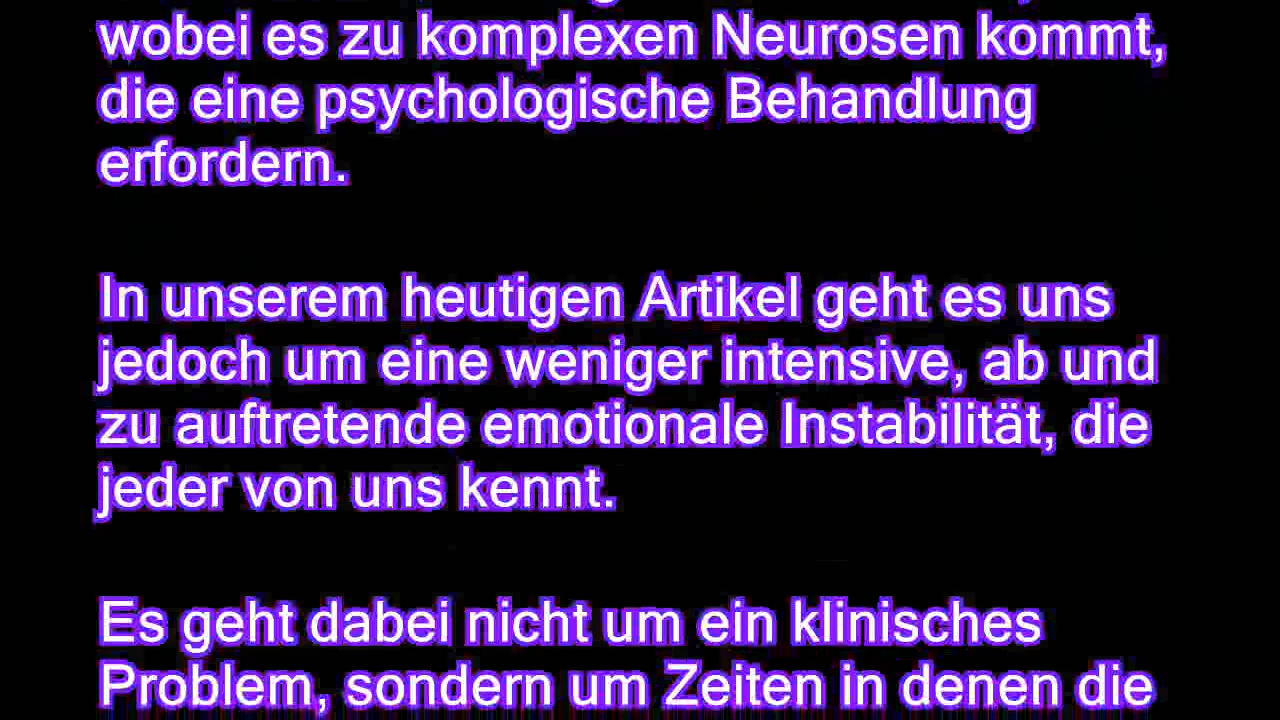 wobei es zu komplexen Neurosen kommt,
die eine psychologische Behandlung
erfordern.
In unserem heutigen Artikel geht es uns
jedoch um eine weniger intensive, ab und
zu auftretende emotionale Instabilität, die
jeder von uns kennt.
Es geht dabei nicht um ein klinisches
Problem, sondern um Zeiten in denen die